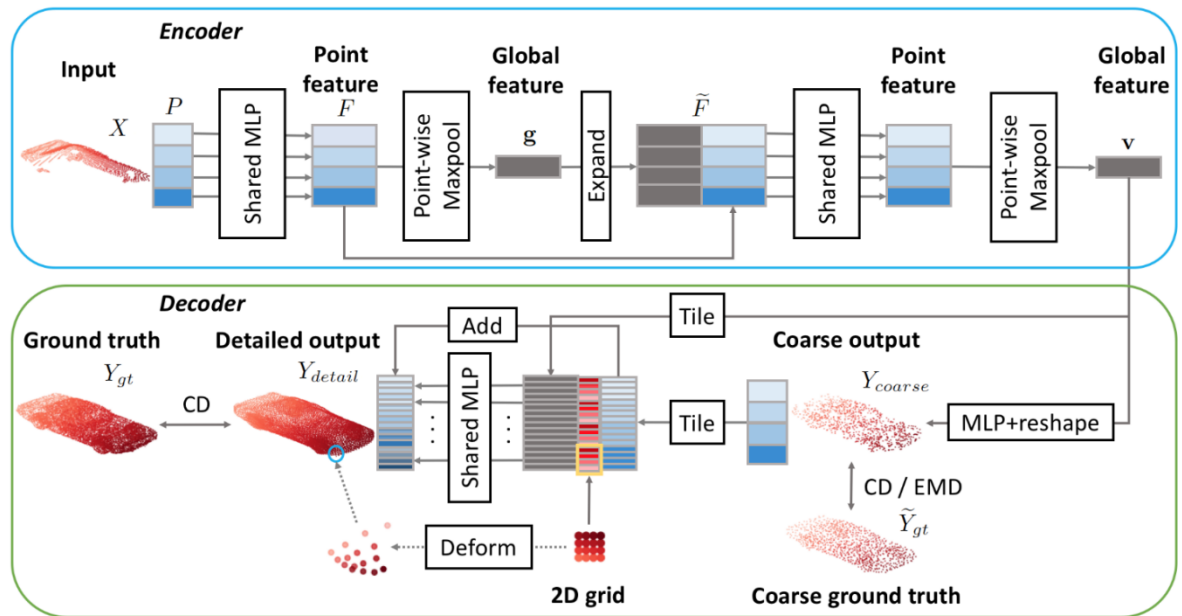 Encoder
Input
Point
feature
Global
feature
Point
feature
Global
feature
X
P
F
g
F̃
v
Shared MLP
Point-wise
Maxpool
Expand
Shared MLP
Point-wise
Maxpool
Decoder
Ground truth
Detailed output
Add
Tile
Coarse output
Y_gt
Y_detail
Y_coarse
CD
Shared MLP
Tile
MLP+reshape
CD / EMD
Ỹ_gt
Deform
2D grid
Coarse ground truth